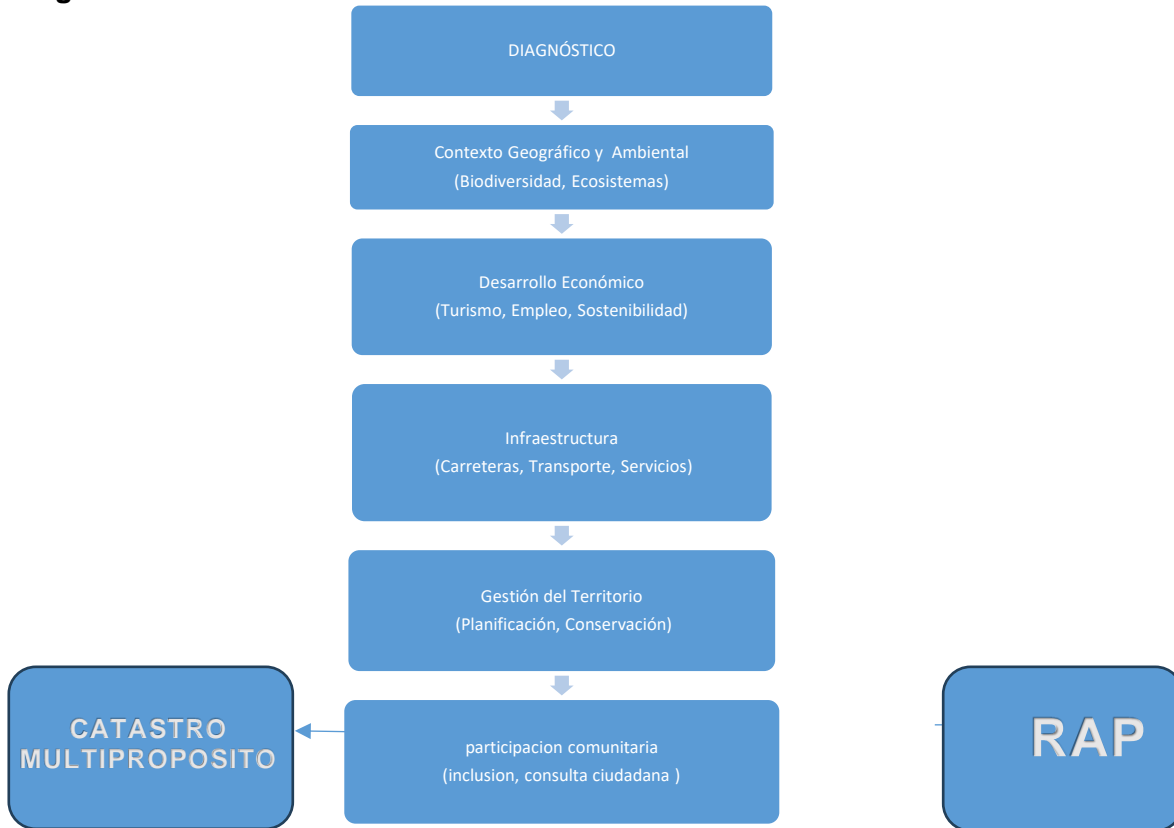 DIAGNÓSTICO
Contexto Geográfico y Ambiental
(Biodiversidad, Ecosistemas)
Desarrollo Económico
(Turismo, Empleo, Sostenibilidad)
Infraestructura
(Carreteras, Transporte, Servicios)
Gestión del Territorio
(Planificación, Conservación)
CATASTRO
MULTIPROPOSITO
participacion comunitaria
(inclusion, consulta ciudadana )
RAP